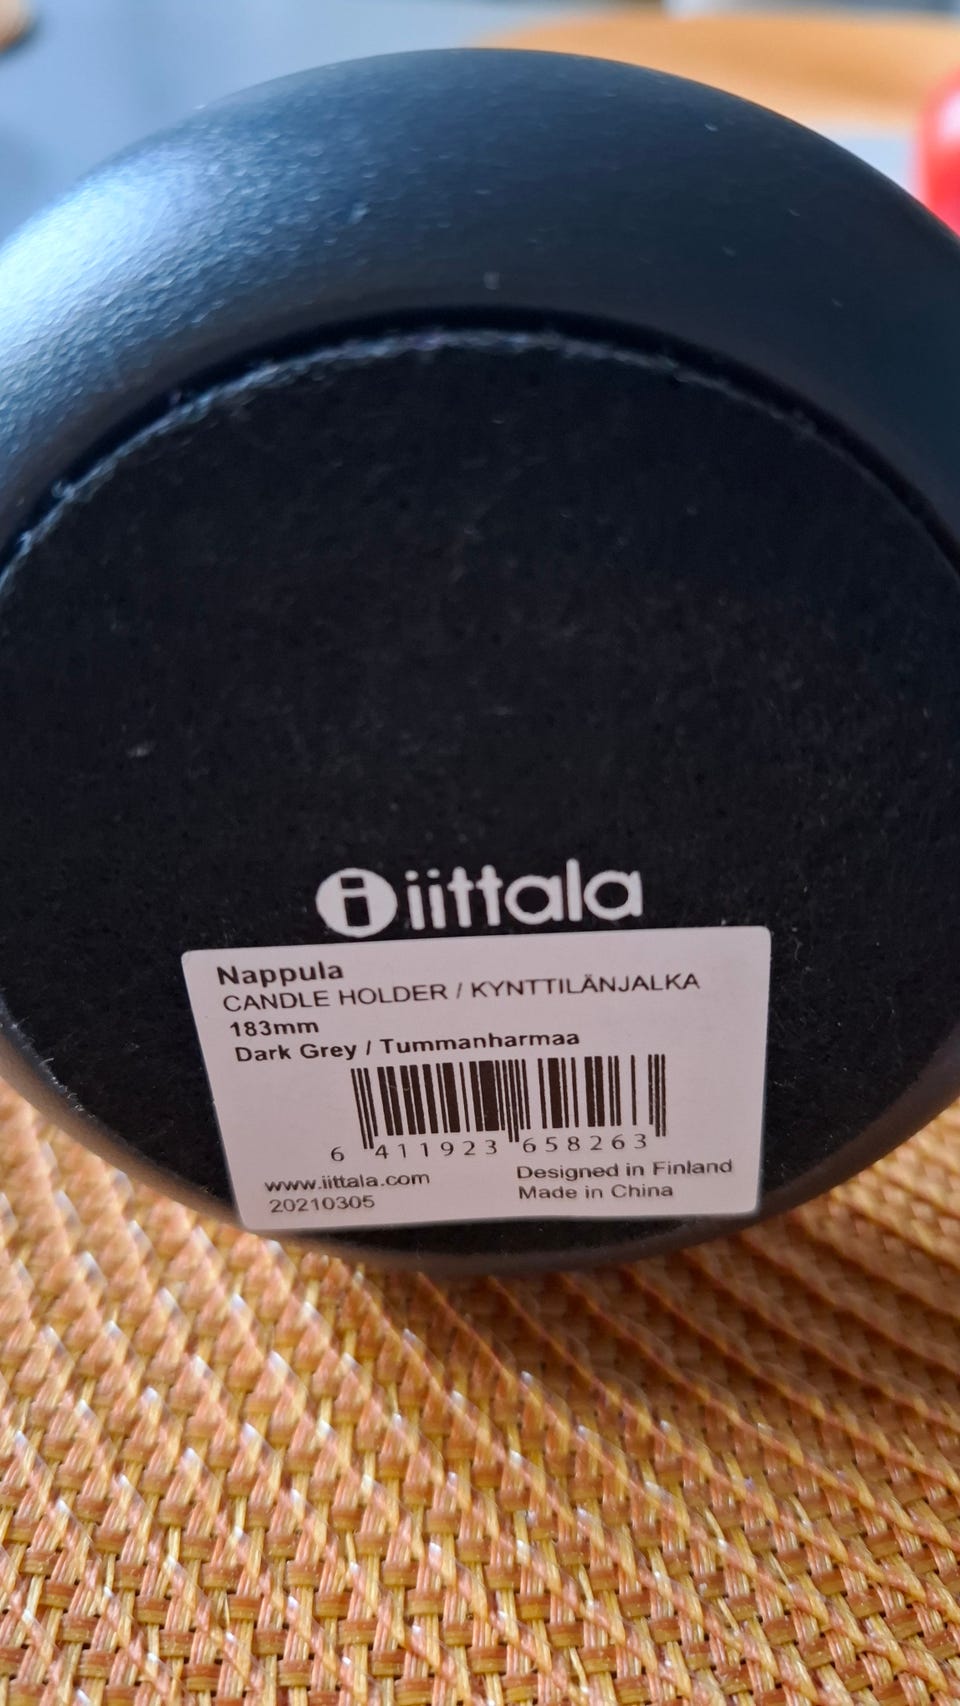 iittala
Nappula
CANDLE HOLDER / KYNTTILÄNJALKA
183mm
Dark Grey / Tummanharmaa
6 411923 658263
www.iittala.com
20210305
Designed in Finland
Made in China